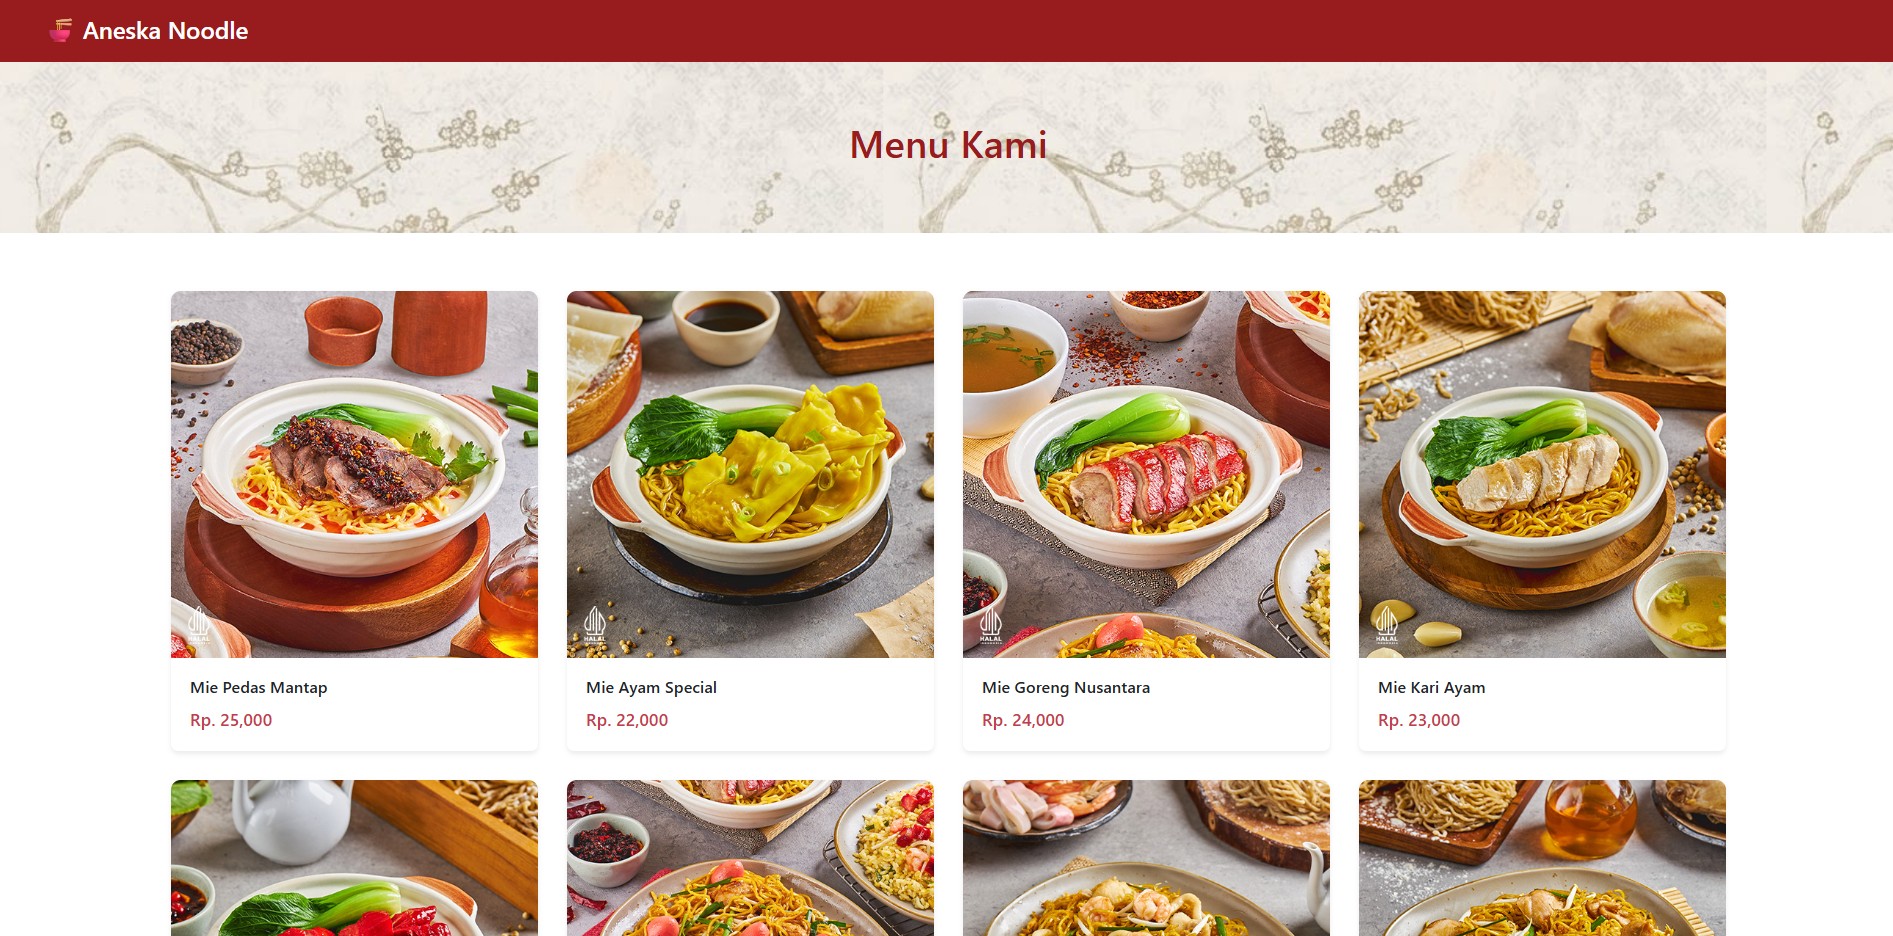 Aneska Noodle
Menu Kami
HALAL
HALAL
HALAL
HALAL
Mie Pedas Mantap
Mie Ayam Special
Mie Goreng Nusantara
Mie Kari Ayam
Rp. 25,000
Rp. 22,000
Rp. 24,000
Rp. 23,000